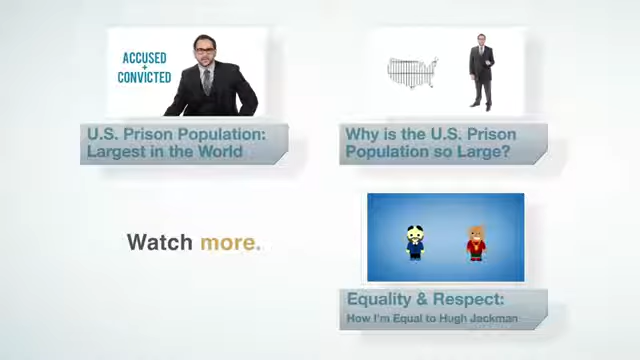 ACCUSED
+
CONVICTED
U.S. Prison Population:
Largest in the World
Why is the U.S. Prison
Population so Large?
Watch more.
Equality & Respect:
How I'm Equal to Hugh Jackman